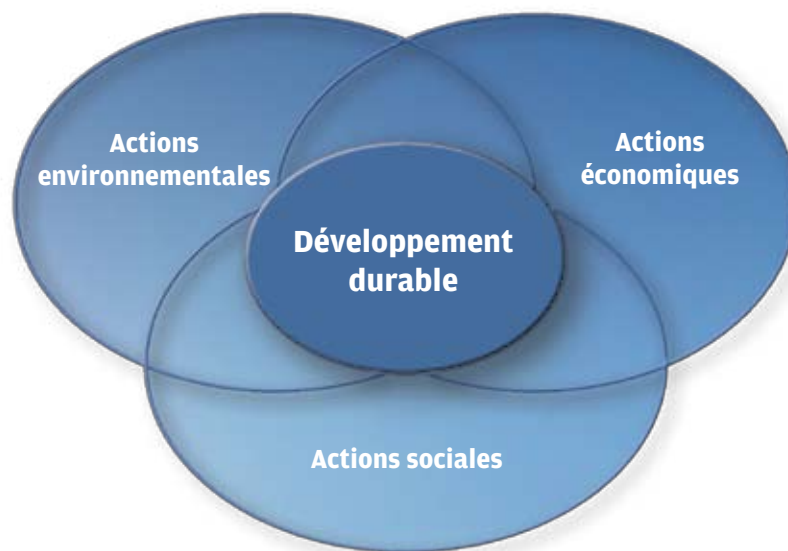 Actions
environnementales
Actions
économiques
Développement
durable
Actions sociales